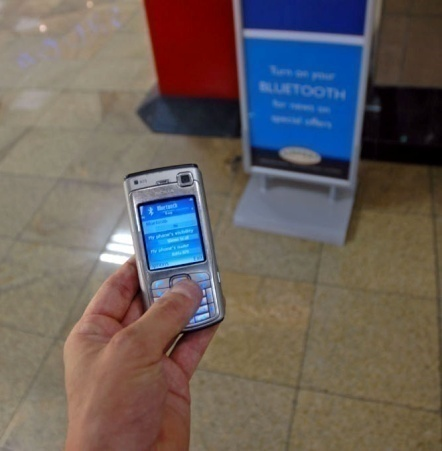 Turn on your
BLUETOOTH
for news on
special offers
Bluetooth
My phone's visibility
My phone's name